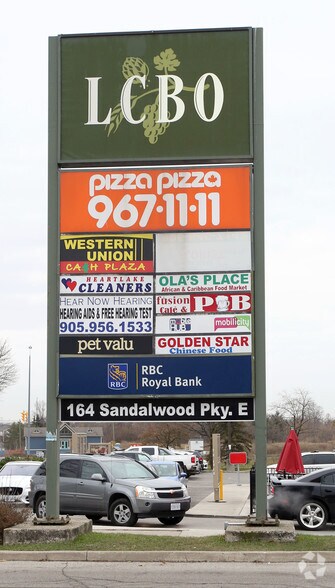 LCBO
pizza pizza
967-11-11
WESTERN
UNION
CA$H PLAZA
HEARTLAKE
CLEANERS
OLA'S PLACE
African & Caribbean Food Market
HEAR NOW HEARING
HEARING AIDS & FREE HEARING TEST
905.956.1533
fusion
Cafe & PUB
mobilicity
pet valu
GOLDEN STAR
Chinese Food
RBC
RBC
Royal Bank
164 Sandalwood Pky. E